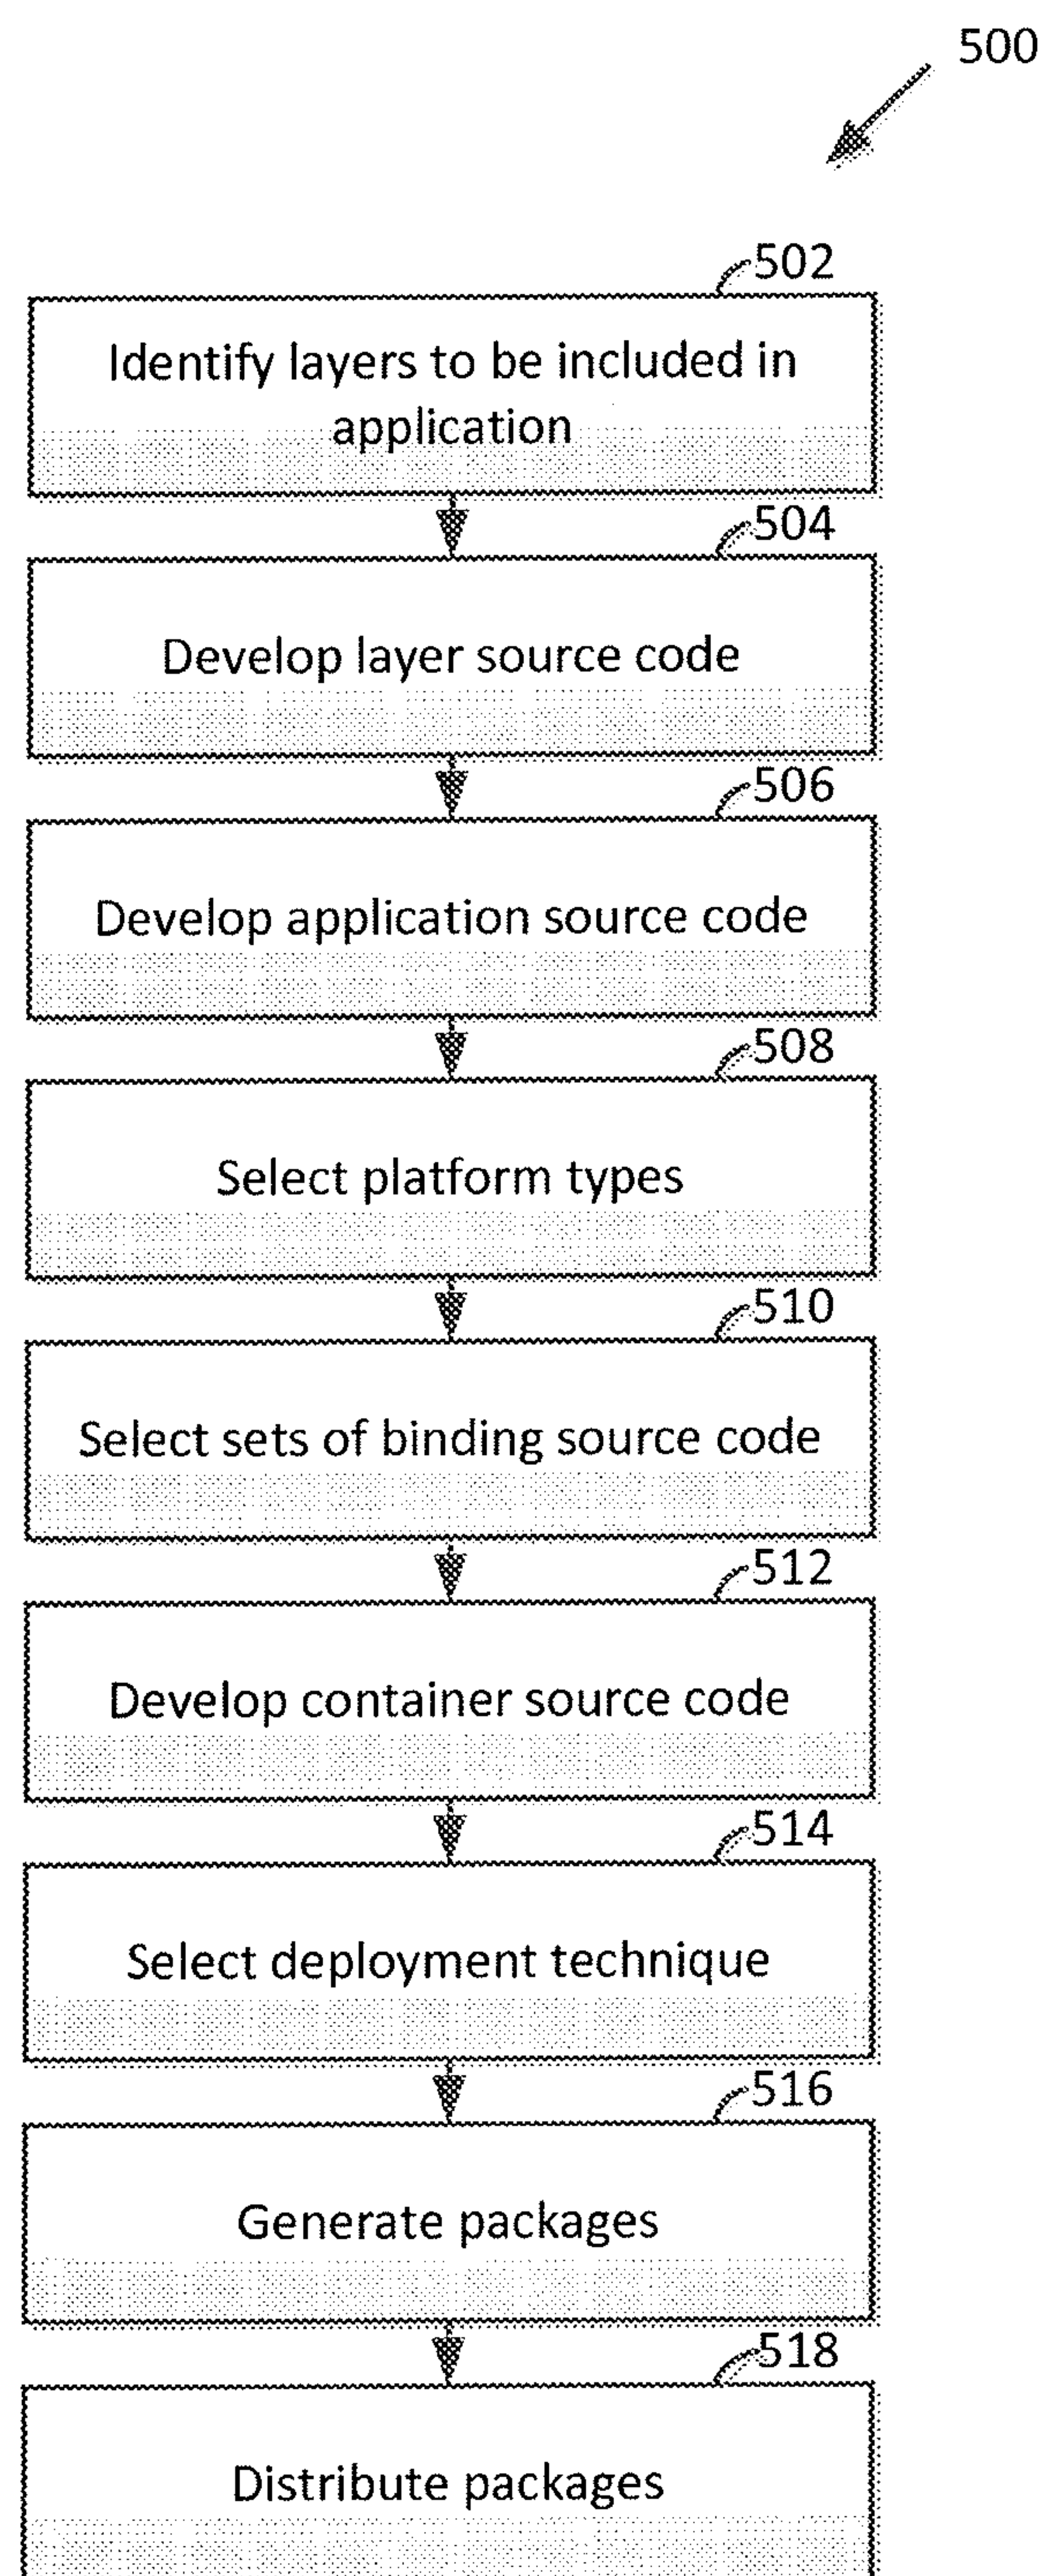 500
502
Identify layers to be included in
application
504
Develop layer source code
506
Develop application source code
508
Select platform types
510
Select sets of binding source code
512
Develop container source code
514
Select deployment technique
516
Generate packages
518
Distribute packages